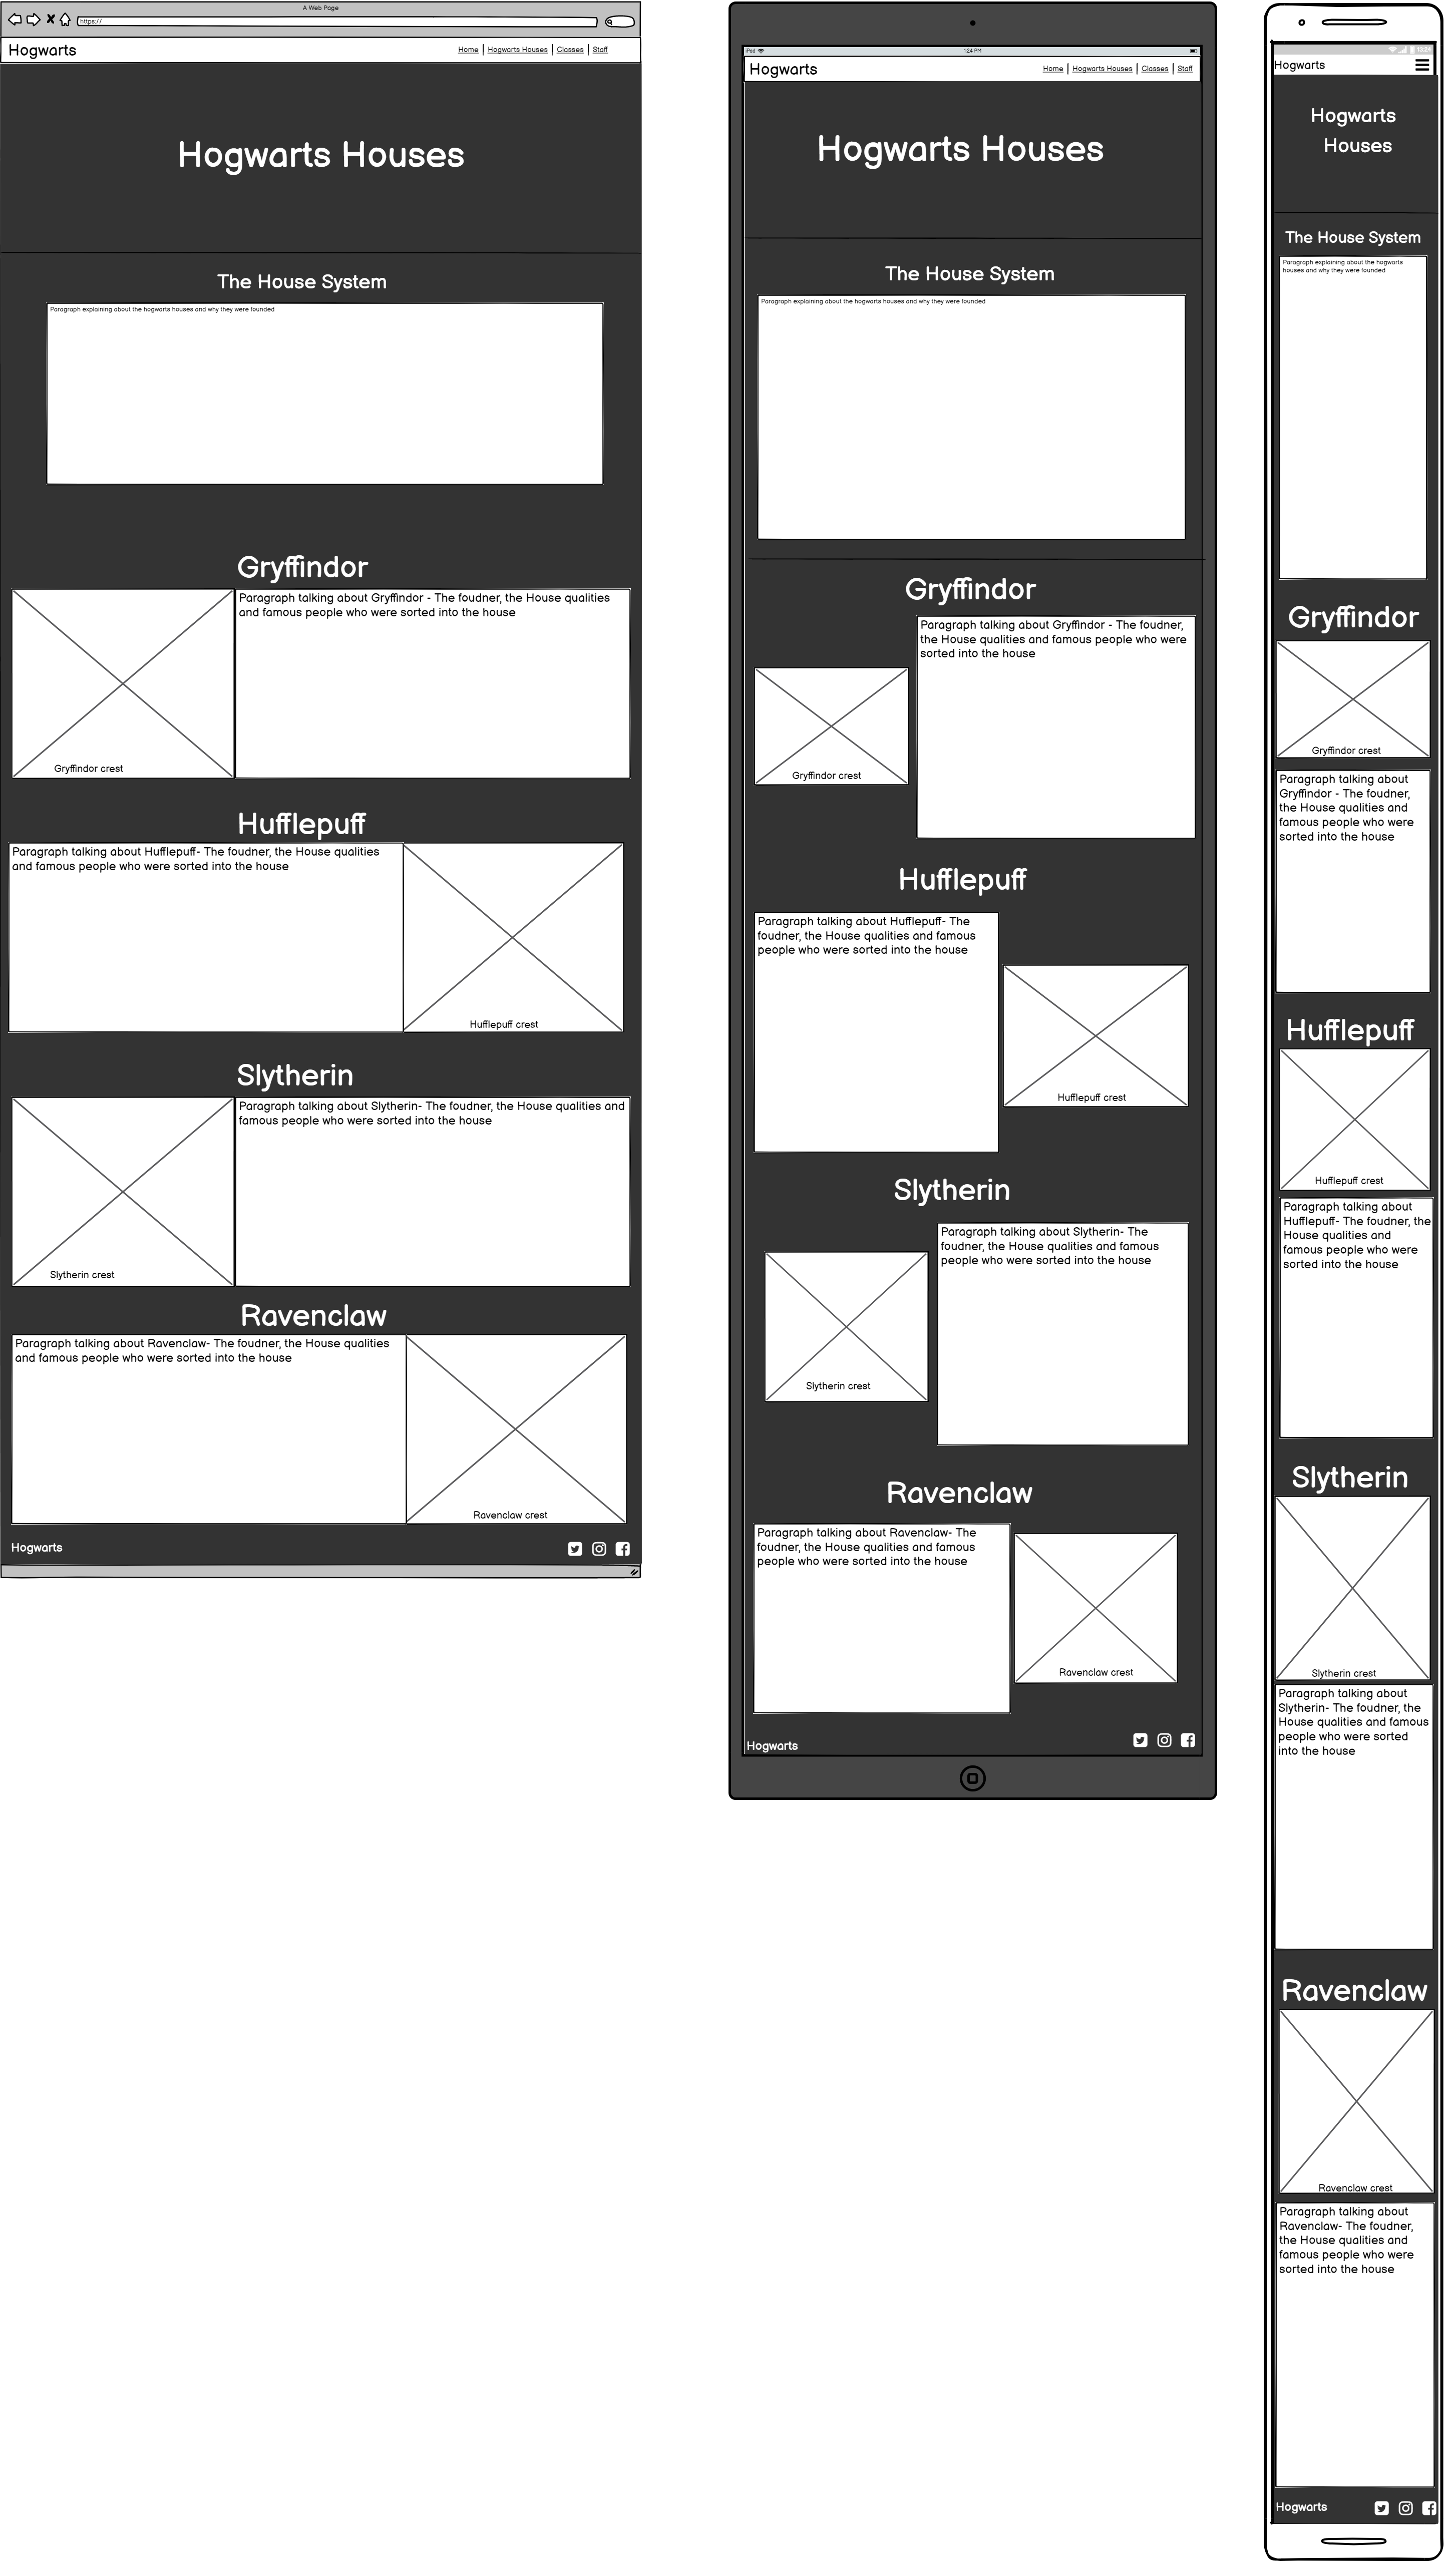 A Web Page
https://
Hogwarts
Home | Hogwarts Houses | Classes | Staff
Hogwarts Houses
The House System
Paragraph explaining about the hogwarts houses and why they were founded
Gryffindor
Gryffindor crest
Paragraph talking about Gryffindor - The foudner, the House qualities
and famous people who were sorted into the house
Hufflepuff
Paragraph talking about Hufflepuff- The foudner, the House qualities
and famous people who were sorted into the house
Hufflepuff crest
Slytherin
Slytherin crest
Paragraph talking about Slytherin- The foudner, the House qualities and
famous people who were sorted into the house
Ravenclaw
Paragraph talking about Ravenclaw- The foudner, the House qualities
and famous people who were sorted into the house
Ravenclaw crest
Hogwarts
iPad
1:24 PM
Hogwarts
Home | Hogwarts Houses | Classes | Staff
Hogwarts Houses
The House System
Paragraph explaining about the hogwarts houses and why they were founded
Gryffindor
Gryffindor crest
Paragraph talking about Gryffindor - The foudner,
the House qualities and famous people who were
sorted into the house
Hufflepuff
Paragraph talking about Hufflepuff- The
foudner, the House qualities and famous
people who were sorted into the house
Hufflepuff crest
Slytherin
Slytherin crest
Paragraph talking about Slytherin- The
foudner, the House qualities and famous
people who were sorted into the house
Ravenclaw
Paragraph talking about Ravenclaw- The
foudner, the House qualities and famous
people who were sorted into the house
Ravenclaw crest
Hogwarts
Hogwarts
Hogwarts
Houses
The House System
Paragraph explaining about the hogwarts
houses and why they were founded
Gryffindor
Gryffindor crest
Paragraph talking about
Gryffindor - The foudner,
the House qualities and
famous people who were
sorted into the house
Hufflepuff
Hufflepuff crest
Paragraph talking about
Hufflepuff- The foudner, the
House qualities and
famous people who were
sorted into the house
Slytherin
Slytherin crest
Paragraph talking about
Slytherin- The foudner, the
House qualities and famous
people who were sorted
into the house
Ravenclaw
Ravenclaw crest
Paragraph talking about
Ravenclaw- The foudner,
the House qualities and
famous people who were
sorted into the house
Hogwarts